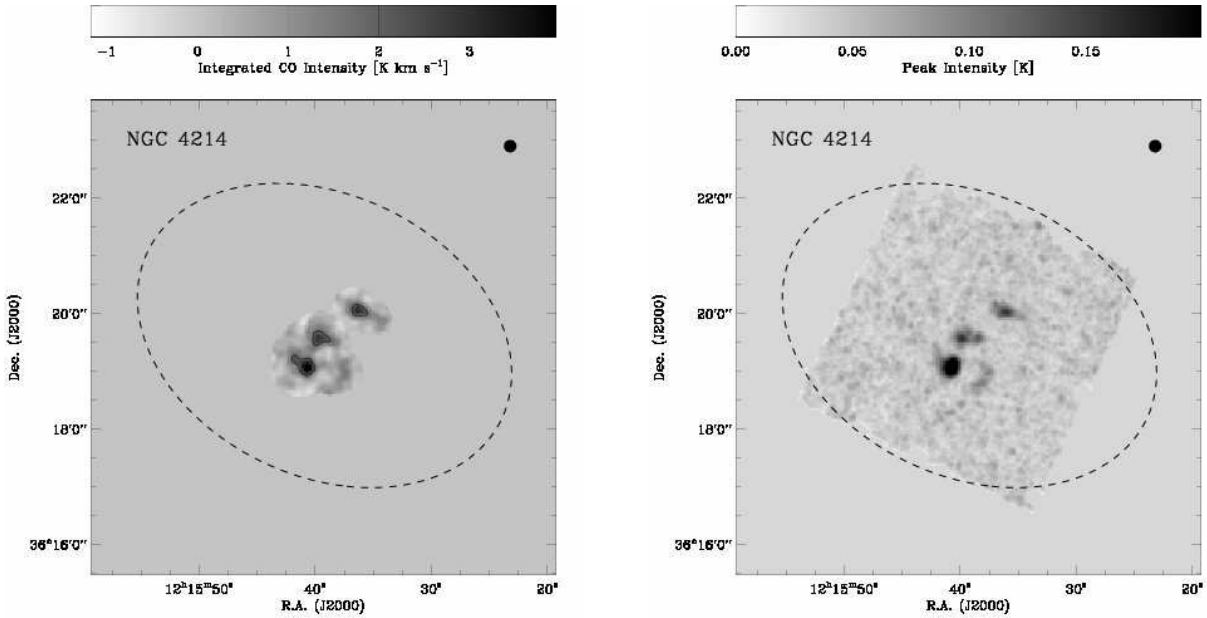 −1 0 1 2 3
Integrated CO Intensity [K km s⁻¹]
NGC 4214
22′0″
20′0″
18′0″
36°16′0″
Dec. (J2000)
12ʰ15ᵐ50ˢ 40ˢ 30ˢ 20ˢ
R.A. (J2000)
0.00 0.05 0.10 0.15
Peak Intensity [K]
NGC 4214
22′0″
20′0″
18′0″
36°16′0″
Dec. (J2000)
12ʰ15ᵐ50ˢ 40ˢ 30ˢ 20ˢ
R.A. (J2000)